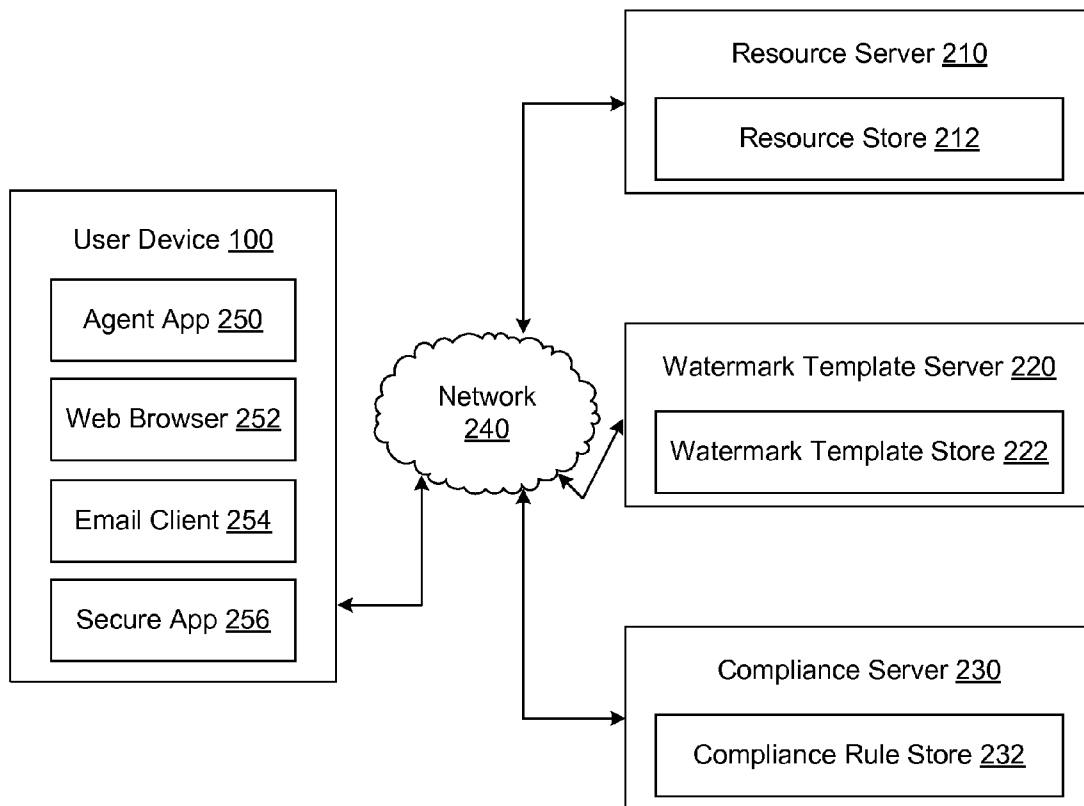 User Device 100
Agent App 250
Web Browser 252
Email Client 254
Secure App 256
Network
240
Resource Server 210
Resource Store 212
Watermark Template Server 220
Watermark Template Store 222
Compliance Server 230
Compliance Rule Store 232